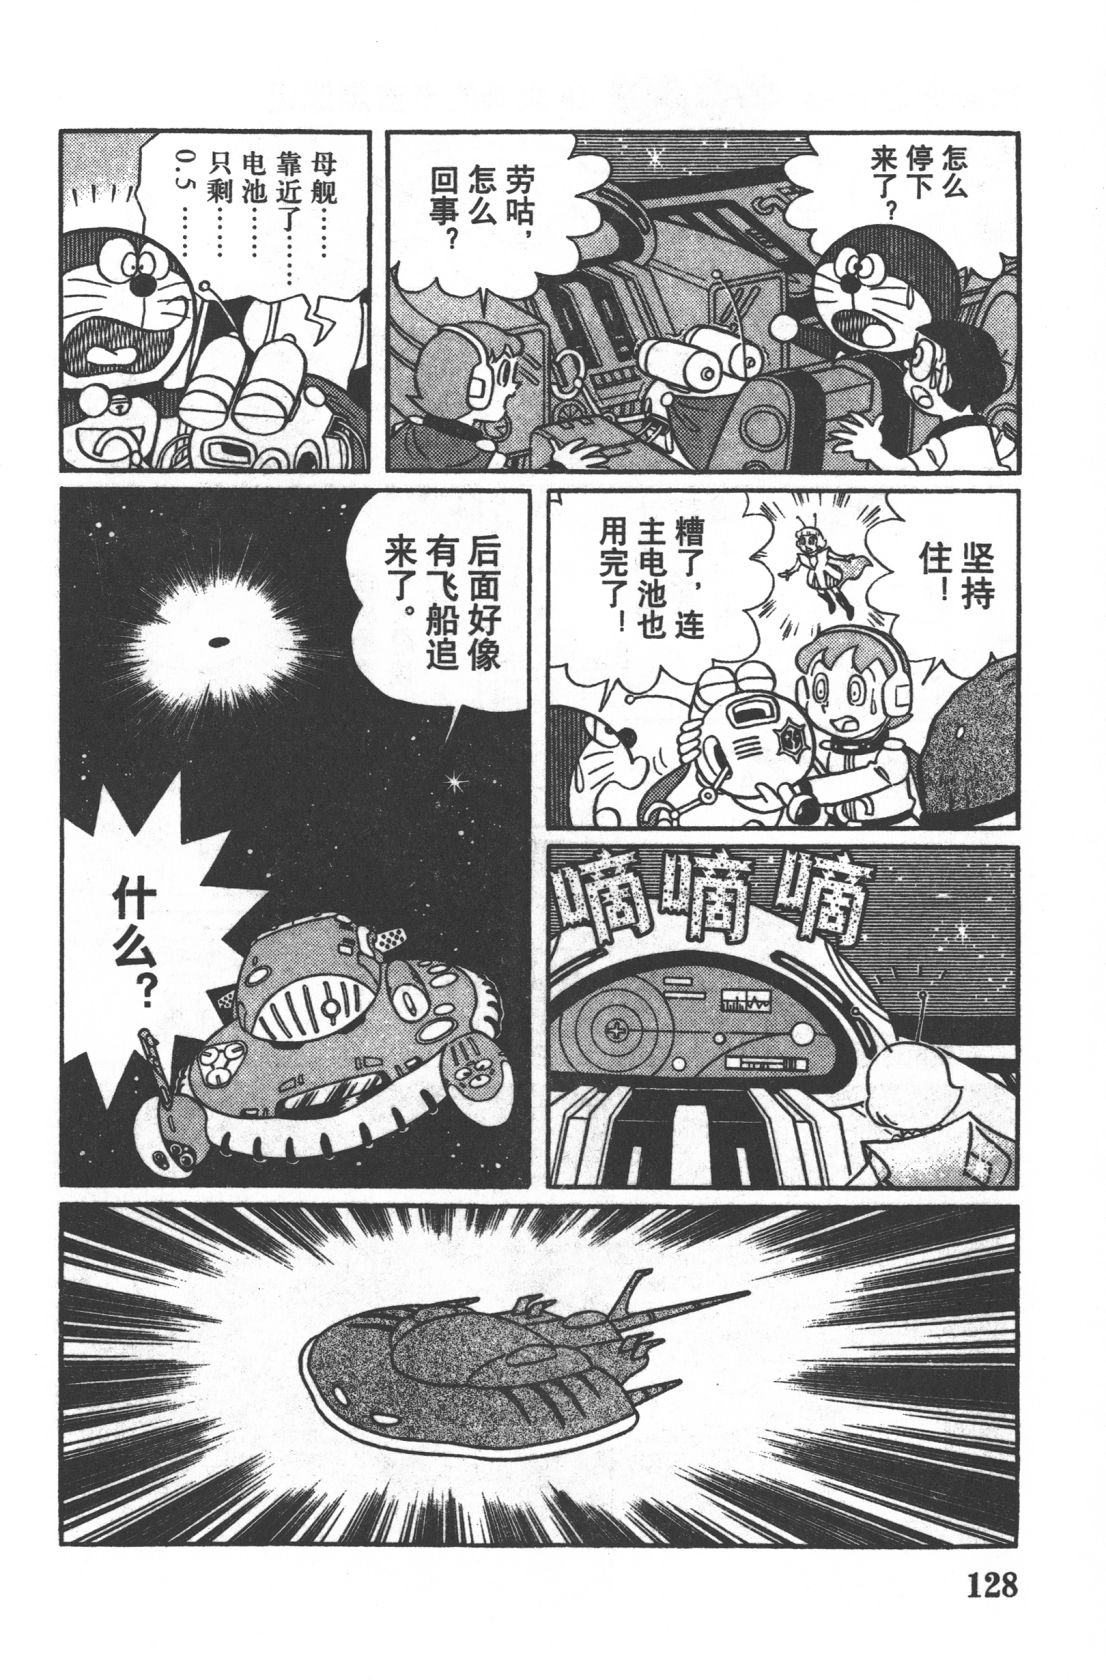 怎么
停下
来了？
劳咕，
怎么
回事？
母舰……
靠近了……
电池……
只剩……
0.5……
坚持
住！
糟了，连
主电池也
用完了！
嘀嘀嘀
后面好像
有飞船追
来了。
什么？
128